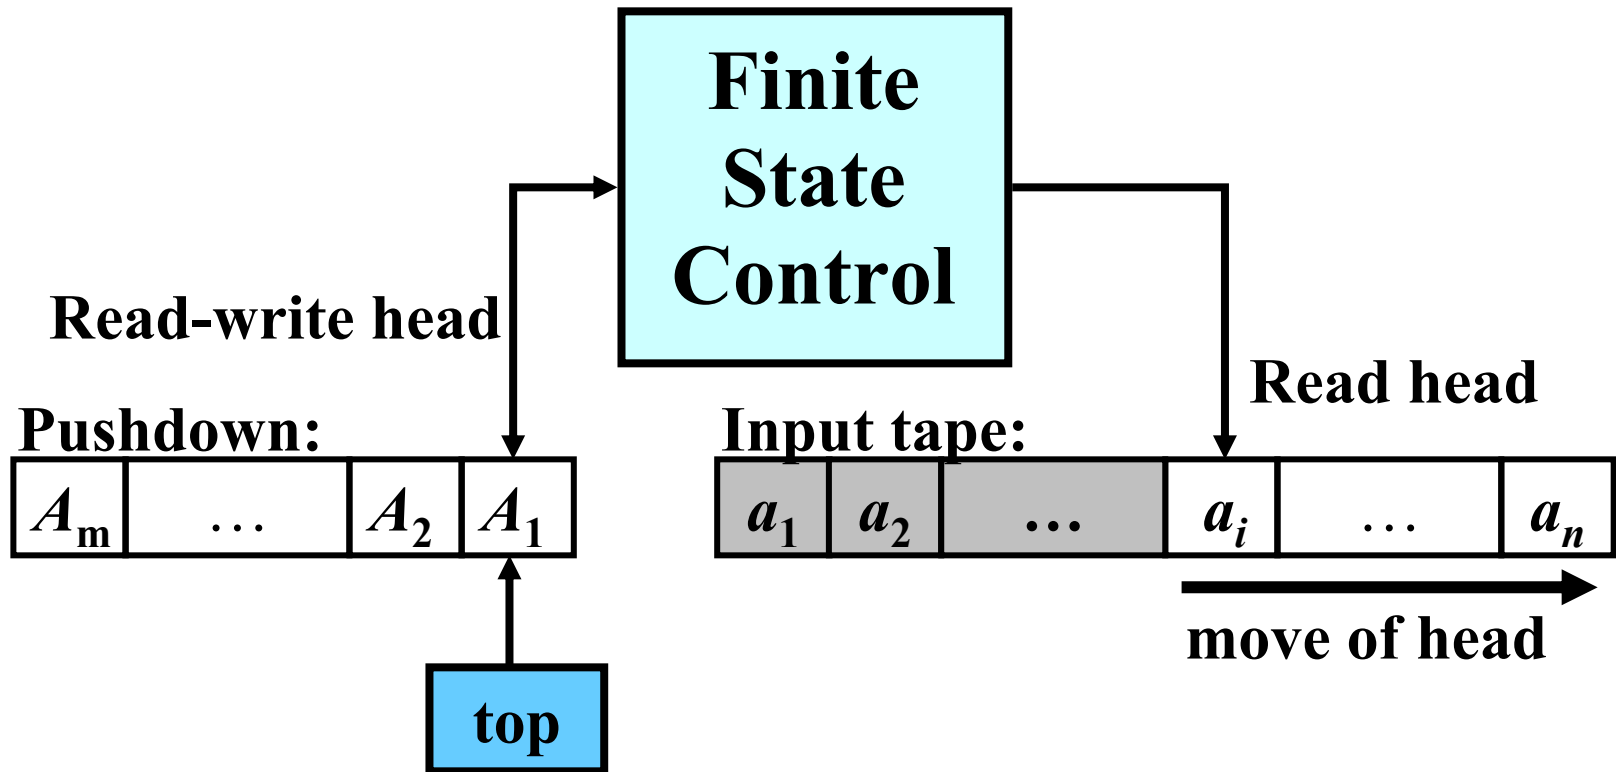 Finite
State
Control
Read-write head
Read head
Pushdown:
Input tape:
Aₘ … A₂ A₁
a₁ a₂ … aᵢ … aₙ
move of head
top